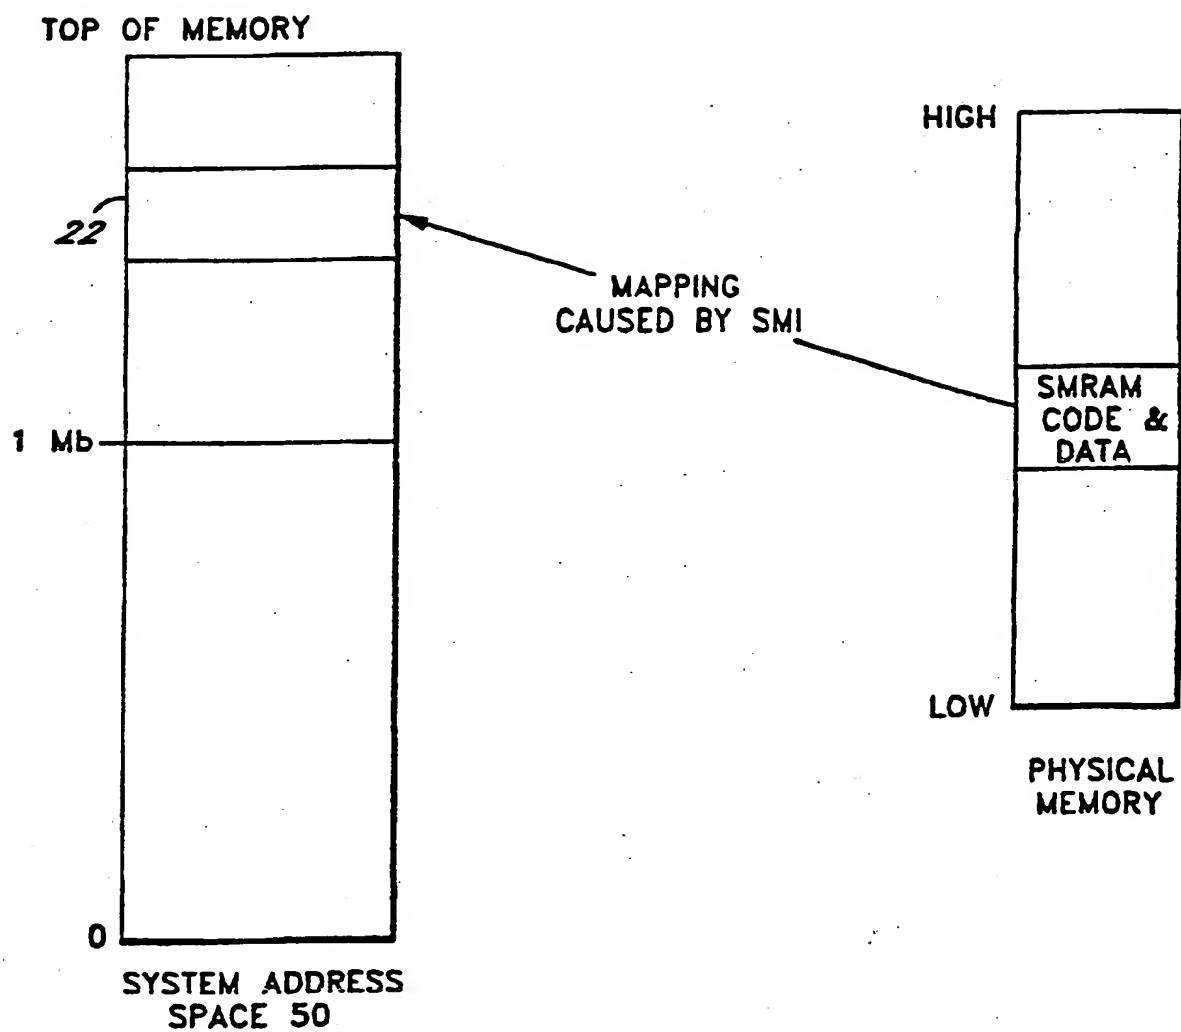 TOP OF MEMORY
22
1 Mb
0
SYSTEM ADDRESS
SPACE 50
MAPPING
CAUSED BY SMI
HIGH
SMRAM
CODE &
DATA
LOW
PHYSICAL
MEMORY